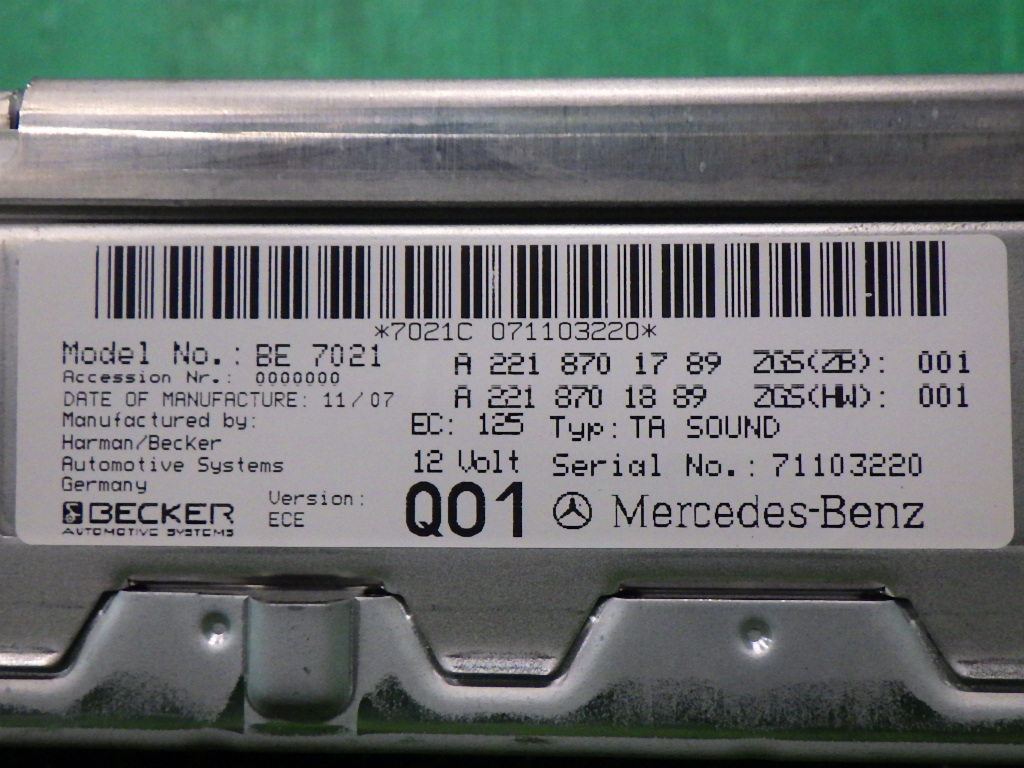 *7021C 071103220*
Model No.: BE 7021
Accession Nr.: 0000000
DATE OF MANUFACTURE: 11/07
Manufactured by:
Harman/Becker
Automotive Systems
Germany
BECKER
AUTOMOTIVE SYSTEMS
Version:
ECE
A 221 870 17 89 ZGS(ZB): 001
A 221 870 18 89 ZGS(HW): 001
EC: 125 Typ: TA SOUND
12 Volt Serial No.: 71103220
Q01 Mercedes-Benz